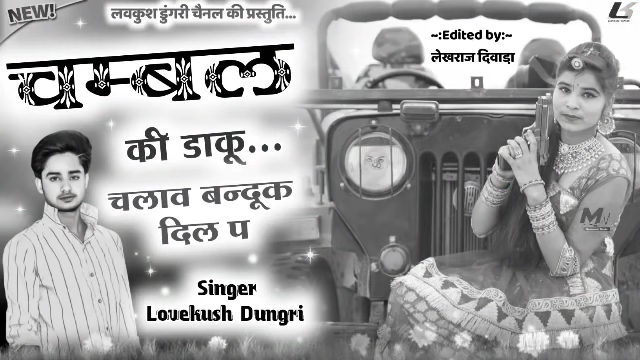 NEW!
लवकुश डुंगरी चैनल की प्रस्तुति...
चम्बल
की डाकू...
चलाव बन्दूक
दिल प
Singer
Lovekush Dungri
~:Edited by:~
लेखराज दिवाड़ा